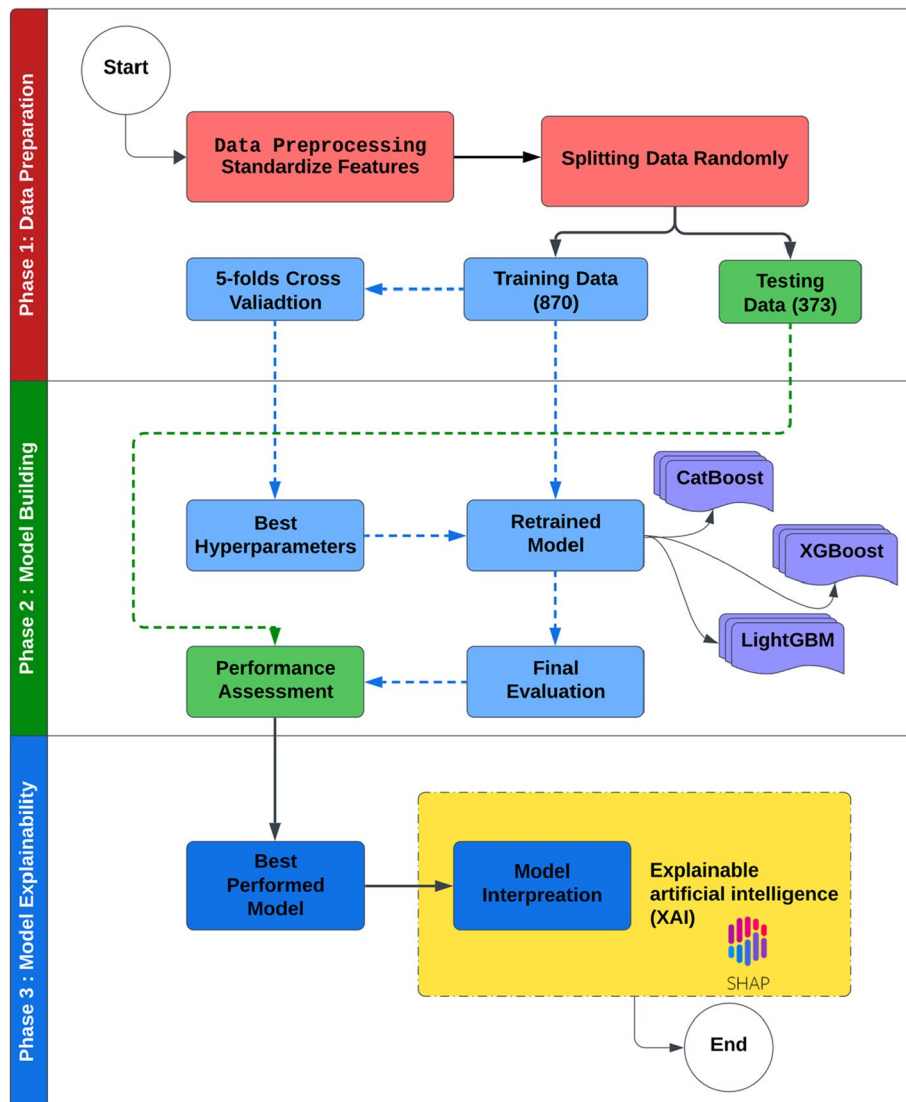 Phase 1: Data Preparation
Start
Data Preprocessing
Standardize Features
Splitting Data Randomly
5-folds Cross
Valiadtion
Training Data
(870)
Testing
Data (373)
Phase 2 : Model Building
CatBoost
Best
Hyperparameters
Retrained
Model
XGBoost
LightGBM
Performance
Assessment
Final
Evaluation
Phase 3 : Model Explainability
Best
Performed
Model
Model
Interpreation
Explainable
artificial intelligence
(XAI)
SHAP
End